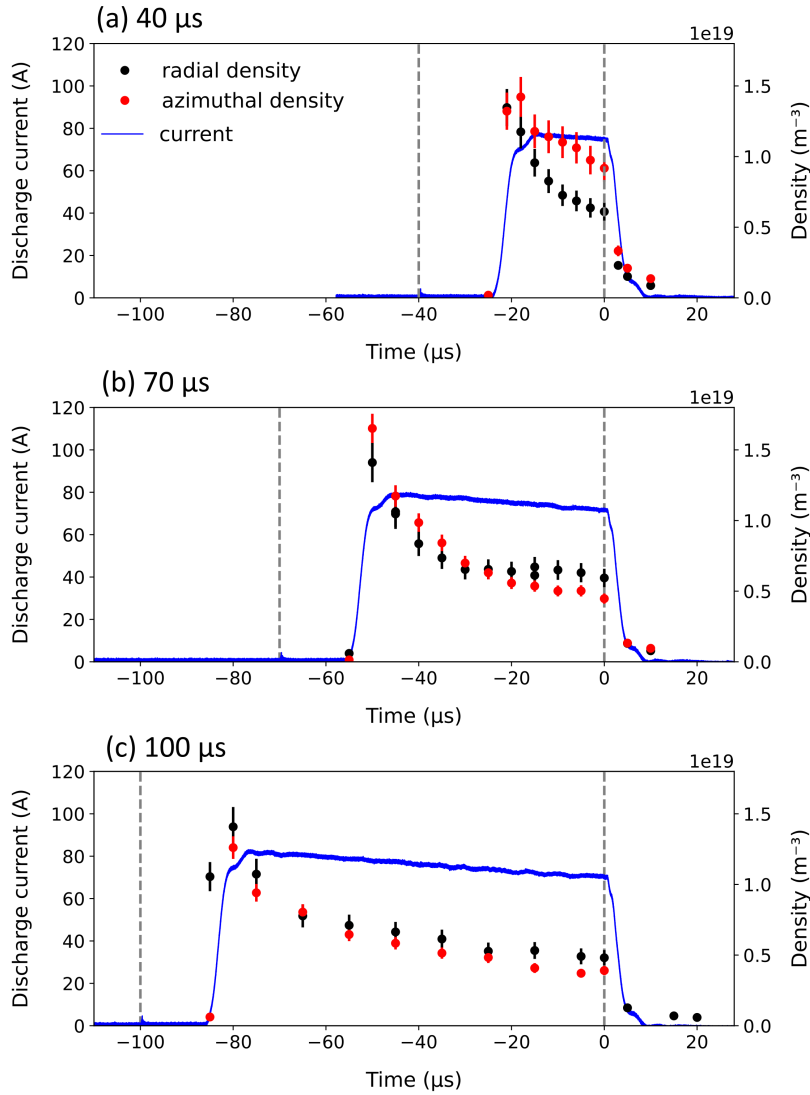 (a) 40 μs
1e19
120
100
80
60
40
20
0
Discharge current (A)
radial density
azimuthal density
current
1.5
1.0
0.5
0.0
Density (m⁻³)
−100 −80 −60 −40 −20 0 20
Time (μs)
(b) 70 μs
1e19
120
100
80
60
40
20
0
Discharge current (A)
1.5
1.0
0.5
0.0
Density (m⁻³)
−100 −80 −60 −40 −20 0 20
Time (μs)
(c) 100 μs
1e19
120
100
80
60
40
20
0
Discharge current (A)
1.5
1.0
0.5
0.0
Density (m⁻³)
−100 −80 −60 −40 −20 0 20
Time (μs)